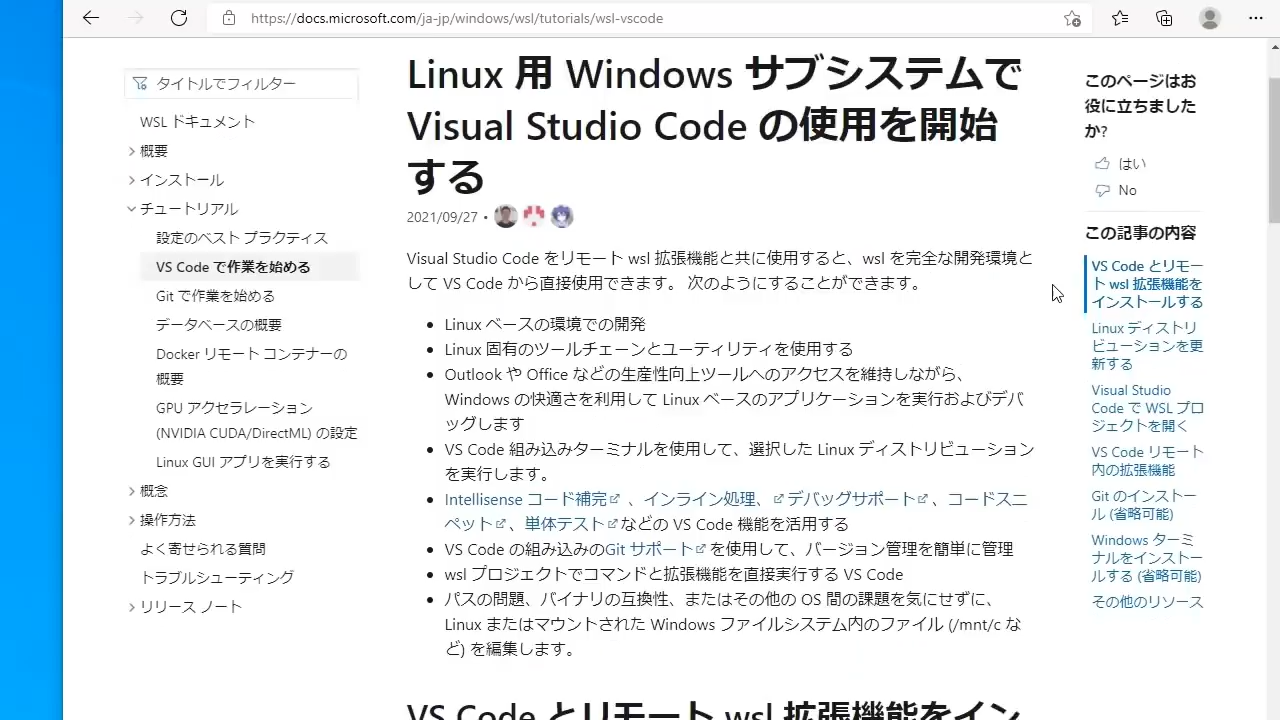 https://docs.microsoft.com/ja-jp/windows/wsl/tutorials/wsl-vscode
タイトルでフィルター
WSL ドキュメント
概要
インストール
チュートリアル
設定のベスト プラクティス
VS Code で作業を始める
Git で作業を始める
データベースの概要
Docker リモート コンテナーの
概要
GPU アクセラレーション
(NVIDIA CUDA/DirectML) の設定
Linux GUI アプリを実行する
概念
操作方法
よく寄せられる質問
トラブルシューティング
リリース ノート
Linux 用 Windows サブシステムで
Visual Studio Code の使用を開始
する
2021/09/27 •
Visual Studio Code をリモート wsl 拡張機能と共に使用すると、wsl を完全な開発環境と
して VS Code から直接使用できます。 次のようにすることができます。
• Linux ベースの環境での開発
• Linux 固有のツールチェーンとユーティリティを使用する
• Outlook や Office などの生産性向上ツールへのアクセスを維持しながら、
Windows の快適さを利用して Linux ベースのアプリケーションを実行およびデバ
ッグします
• VS Code 組み込みターミナルを使用して、選択した Linux ディストリビューション
を実行します。
• Intellisense コード補完 、インライン処理、 デバッグサポート 、コードスニ
ペット 、単体テスト などの VS Code 機能を活用する
• VS Code の組み込みのGit サポート を使用して、バージョン管理を簡単に管理
• wsl プロジェクトでコマンドと拡張機能を直接実行する VS Code
• パスの問題、バイナリの互換性、またはその他の OS 間の課題を気にせずに、
Linux またはマウントされた Windows ファイルシステム内のファイル (/mnt/c な
ど) を編集します。
VS Code とリモート wsl 拡張機能をイン
このページはお
役に立ちました
か?
はい
No
この記事の内容
VS Code とリモー
ト wsl 拡張機能を
インストールする
Linux ディストリ
ビューションを更
新する
Visual Studio
Code で WSL プロ
ジェクトを開く
VS Code リモート
内の拡張機能
Git のインストー
ル (省略可能)
Windows ターミ
ナルをインストー
ルする (省略可能)
その他のリソース